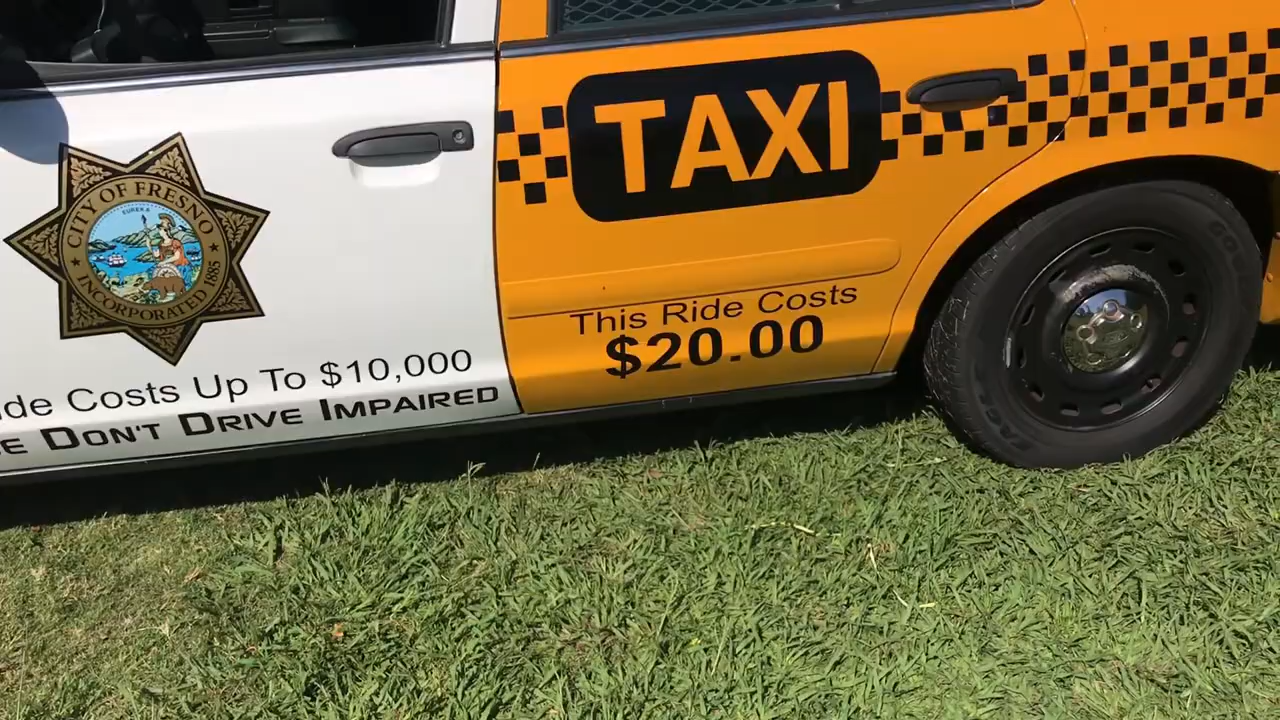 CITY OF FRESNO
EUREKA
INCORPORATED 1885
ide Costs Up To $10,000
E DON'T DRIVE IMPAIRED
TAXI
This Ride Costs
$20.00